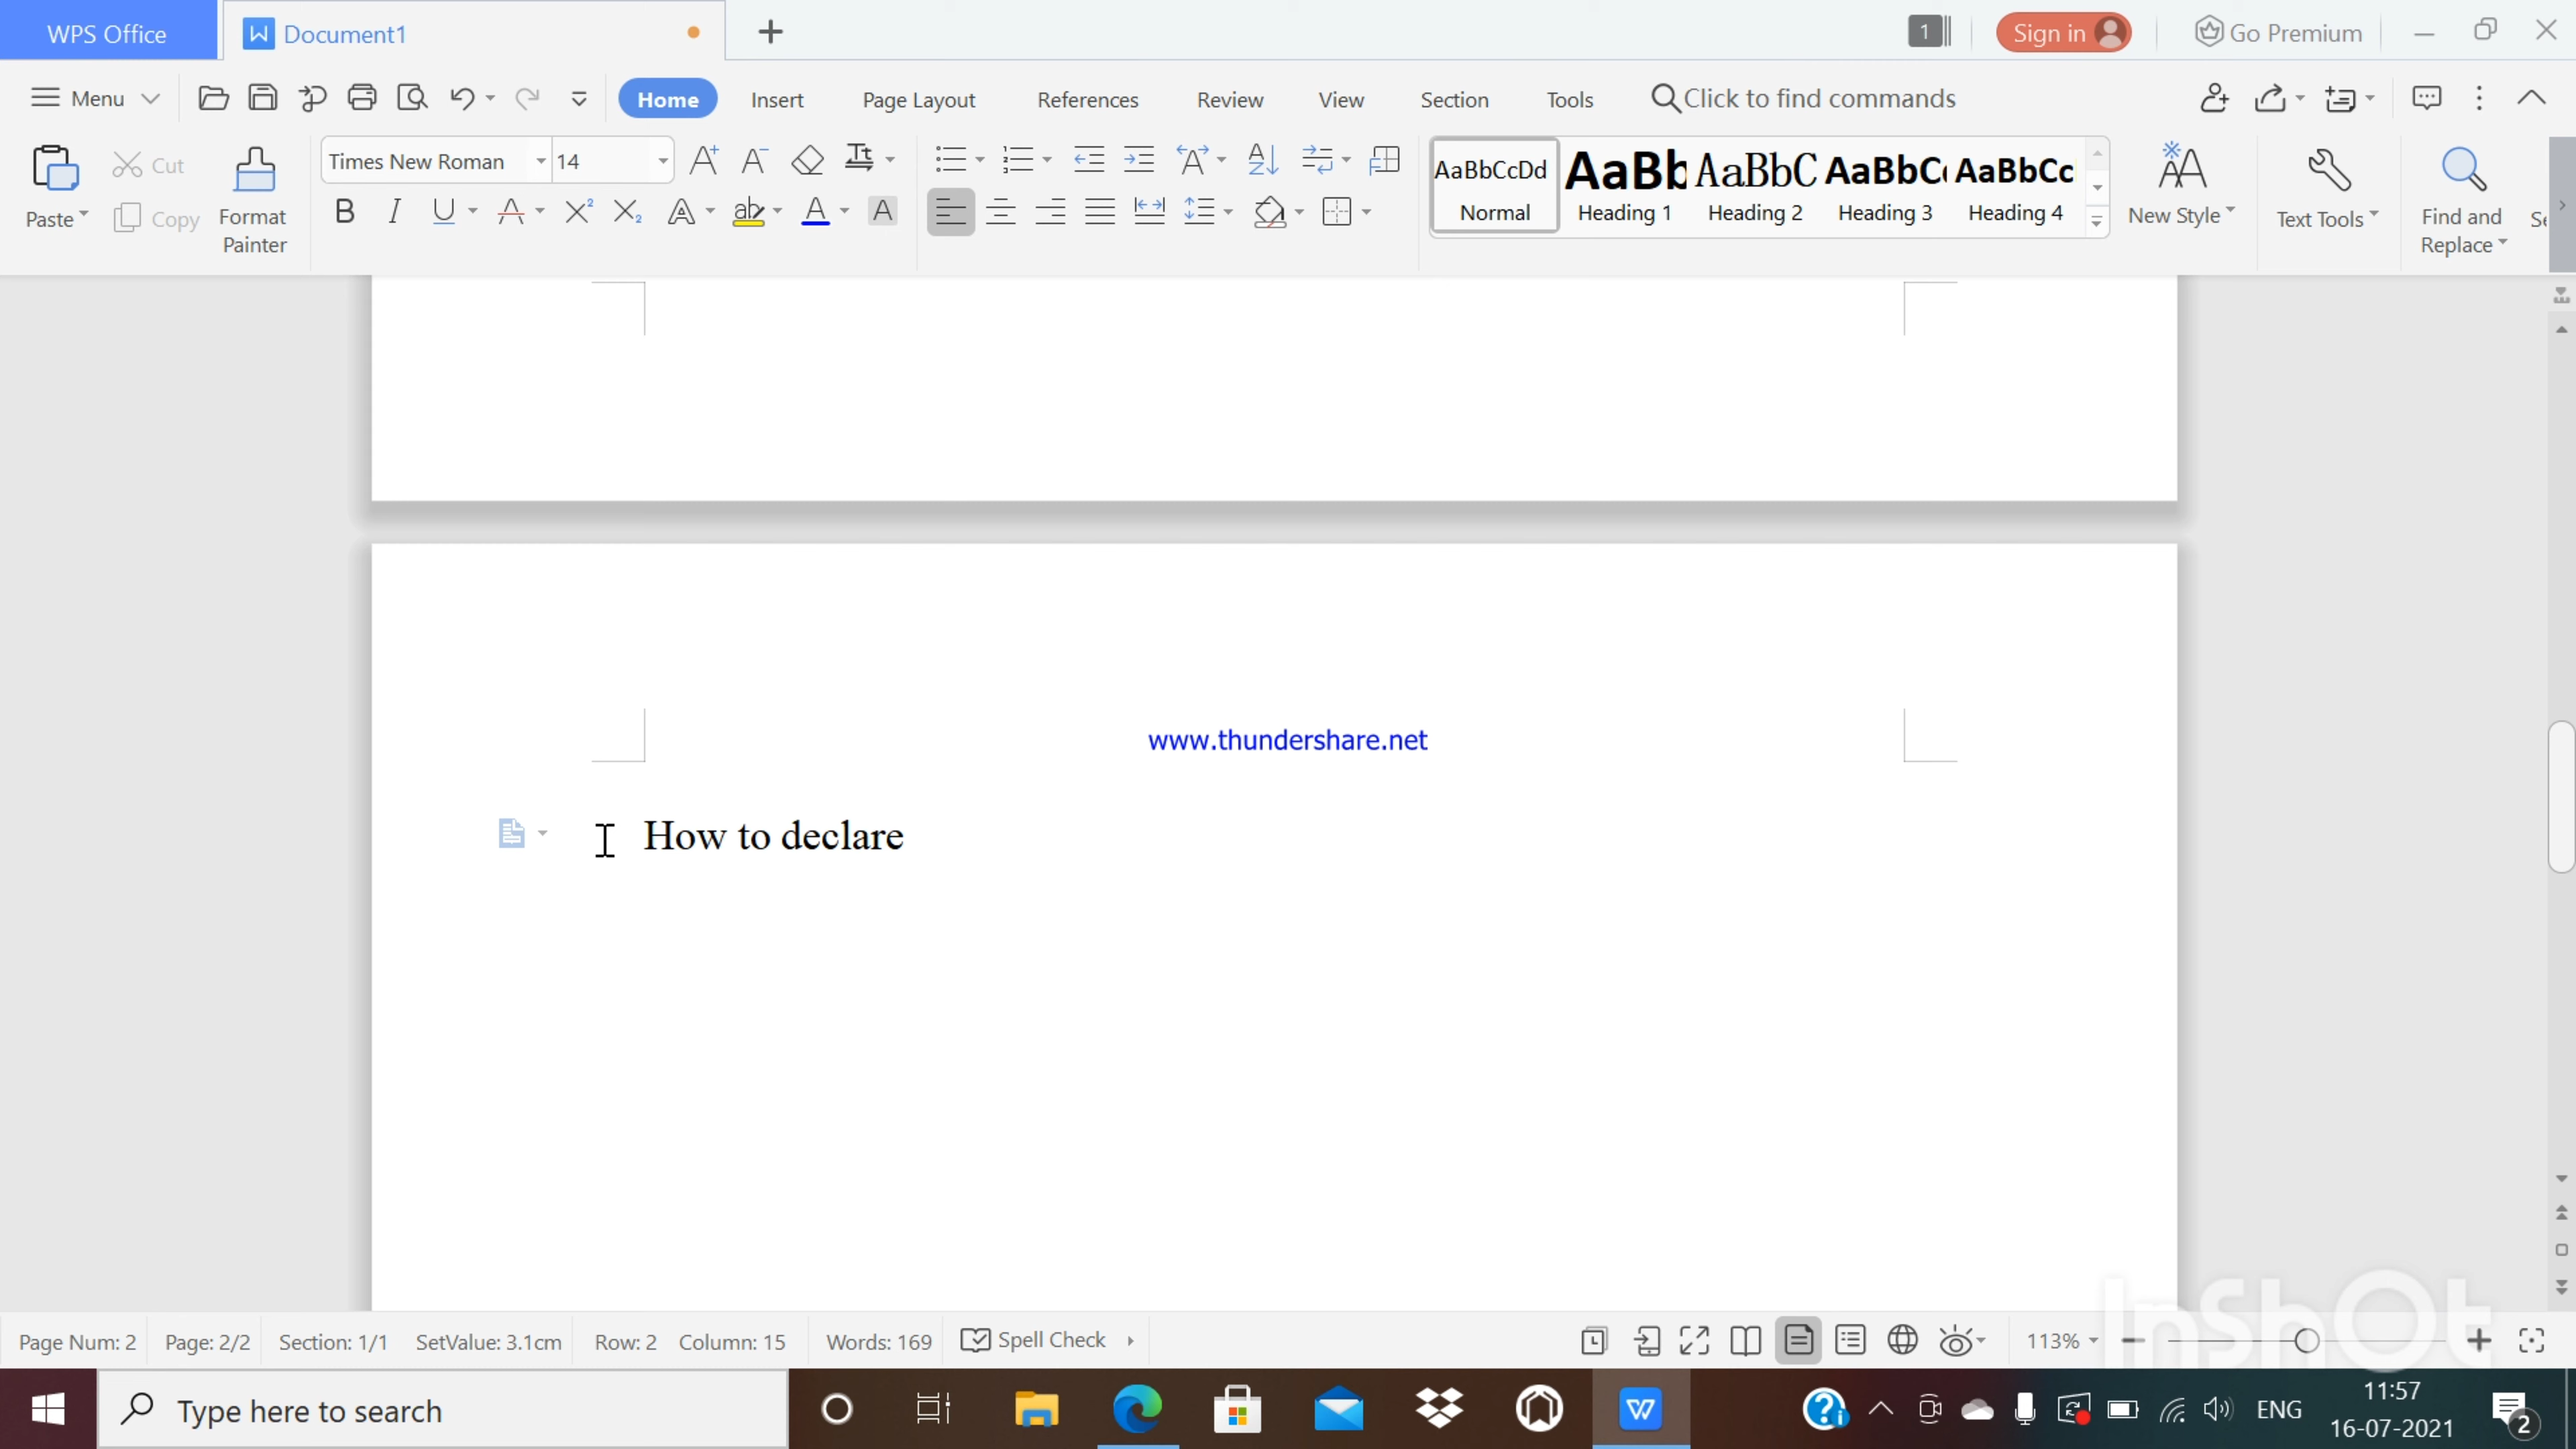 WPS Office
Document1
1
Sign in
Go Premium
Menu
Home
Insert
Page Layout
References
Review
View
Section
Tools
Click to find commands
Paste
Cut
Copy
Format
Painter
Times New Roman
14
AaBbCcDd
Normal
AaBb
Heading 1
AaBbC
Heading 2
AaBbC
Heading 3
AaBbCc
Heading 4
New Style
Text Tools
Find and
Replace
www.thundershare.net
How to declare
InShOt
Page Num: 2
Page: 2/2
Section: 1/1
SetValue: 3.1cm
Row: 2
Column: 15
Words: 169
Spell Check
113%
Type here to search
ENG
11:57
16-07-2021
2